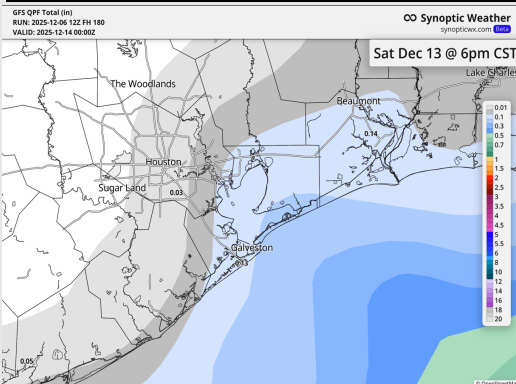 GFS QPF Total (in)
RUN: 2025-12-06 12Z FH 180
VALID: 2025-12-14 00:00Z
Synoptic Weather
synopticwx.com Beta
Sat Dec 13 @ 6pm CST
Lake Charles
The Woodlands
Beaumont
0.14
Houston
Sugar Land
0.03
Galveston
0.05
0.01
0.1
0.3
0.5
0.7
1
1.5
2
2.5
3
3.5
4
4.5
5
5.5
6
8
10
12
14
16
18
20
© OpenStreetMa